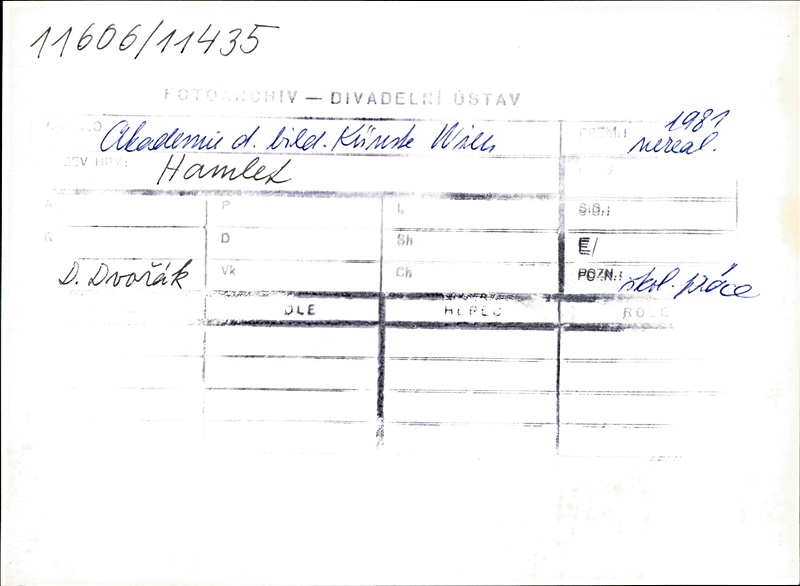 11606/11435
FOTOARCHIV — DIVADELNÍ ÚSTAV
Akademie d. bild. Künste Wien
1981
nereal.
Hamlet
P
D
Vk
Sh
Ch
D. Dvořák
POZN.: škol. práce
DLE
HEREC
ROLE